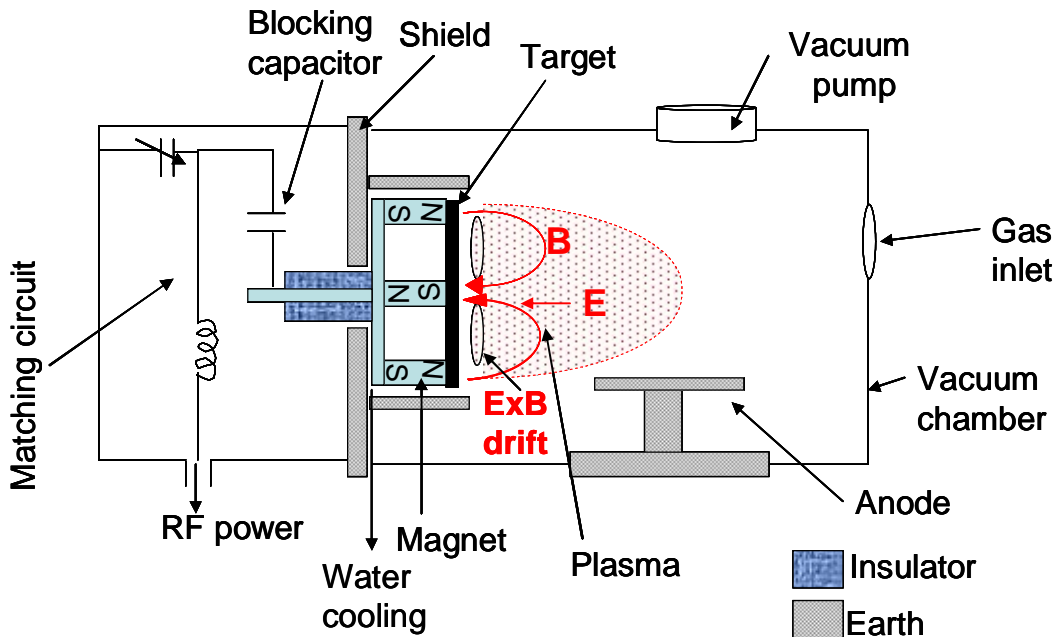 Blocking
capacitor
Shield
Target
Vacuum
pump
S N
B
Gas
inlet
N S
E
Matching circuit
S N
ExB
drift
Vacuum
chamber
Anode
RF power
Magnet
Plasma
Water
cooling
Insulator
Earth